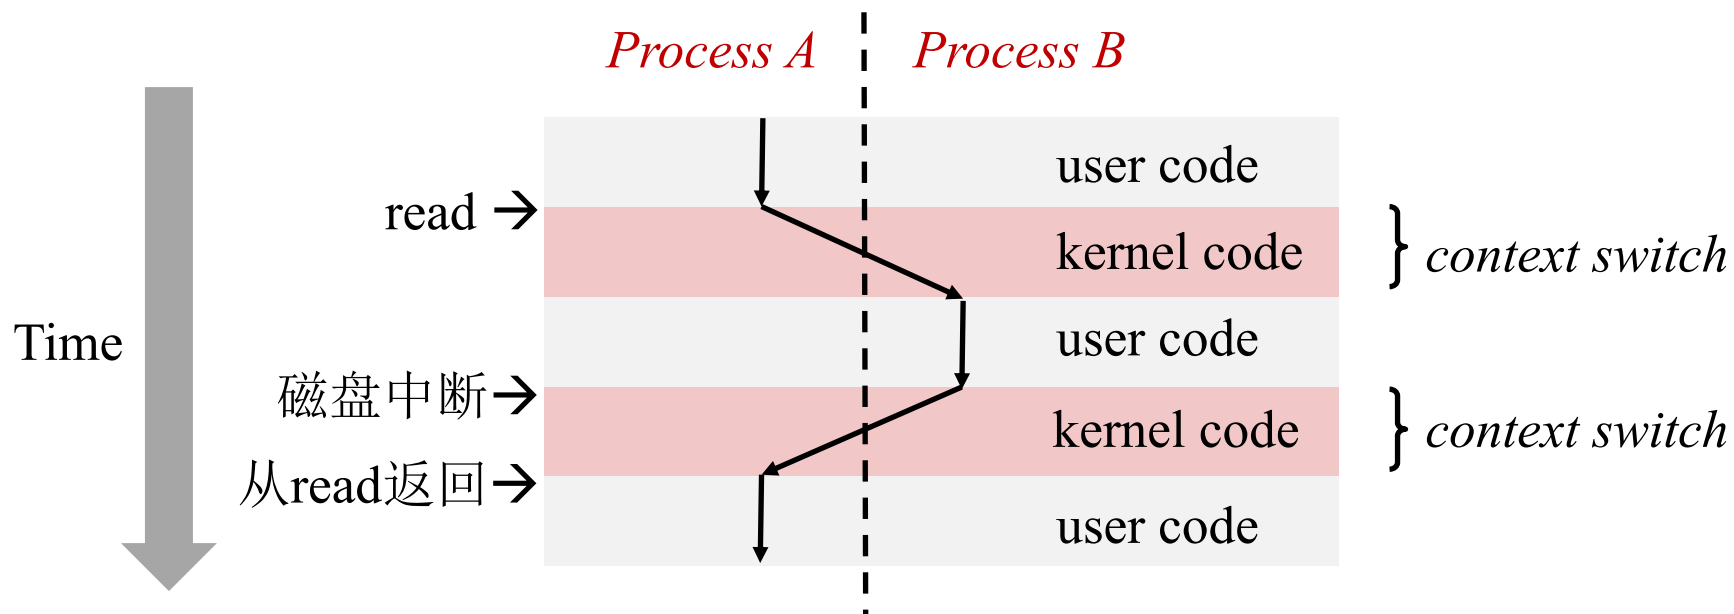 Process A
Process B
user code
read
kernel code
context switch
Time
user code
磁盘中断
kernel code
context switch
从read返回
user code